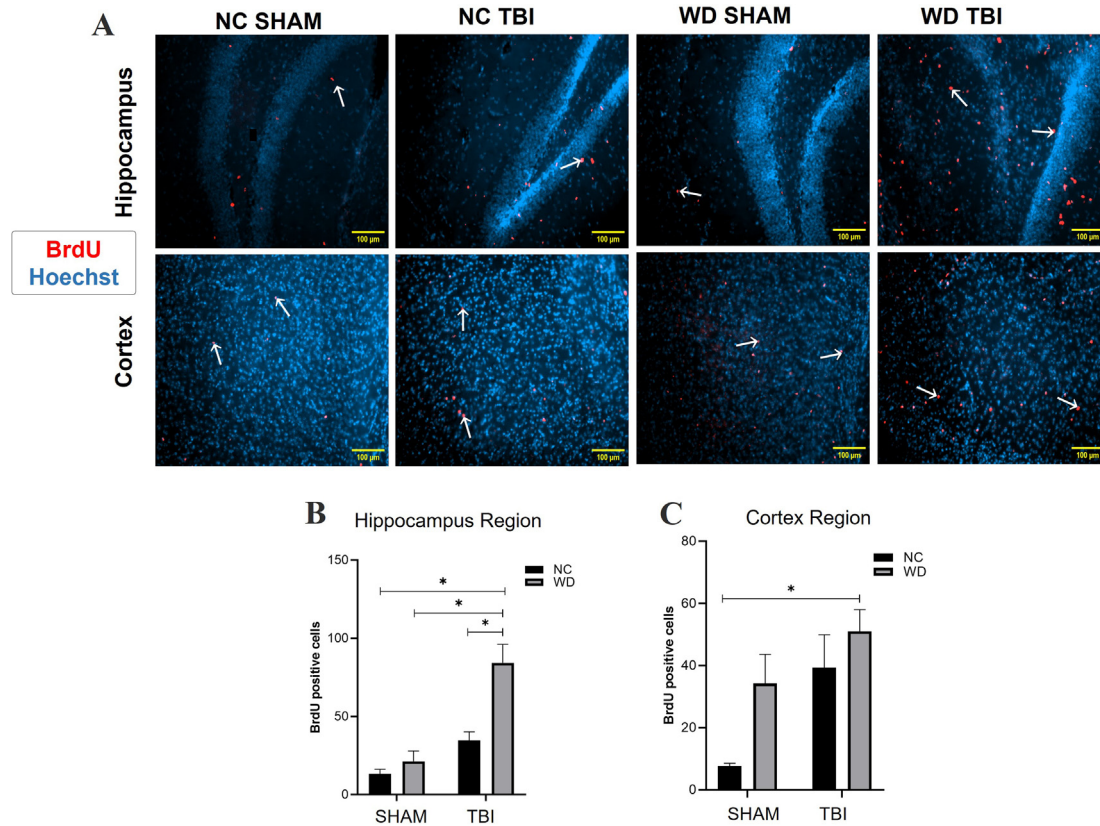 A
NC SHAM
NC TBI
WD SHAM
WD TBI
Hippocampus
100 µm
100 µm
100 µm
100 µm
BrdU
Hoechst
Cortex
100 µm
100 µm
100 µm
100 µm
B
Hippocampus Region
BrdU positive cells
150
100
50
0
NC
WD
*
*
*
SHAM
TBI
C
Cortex Region
BrdU positive cells
80
60
40
20
0
NC
WD
*
SHAM
TBI